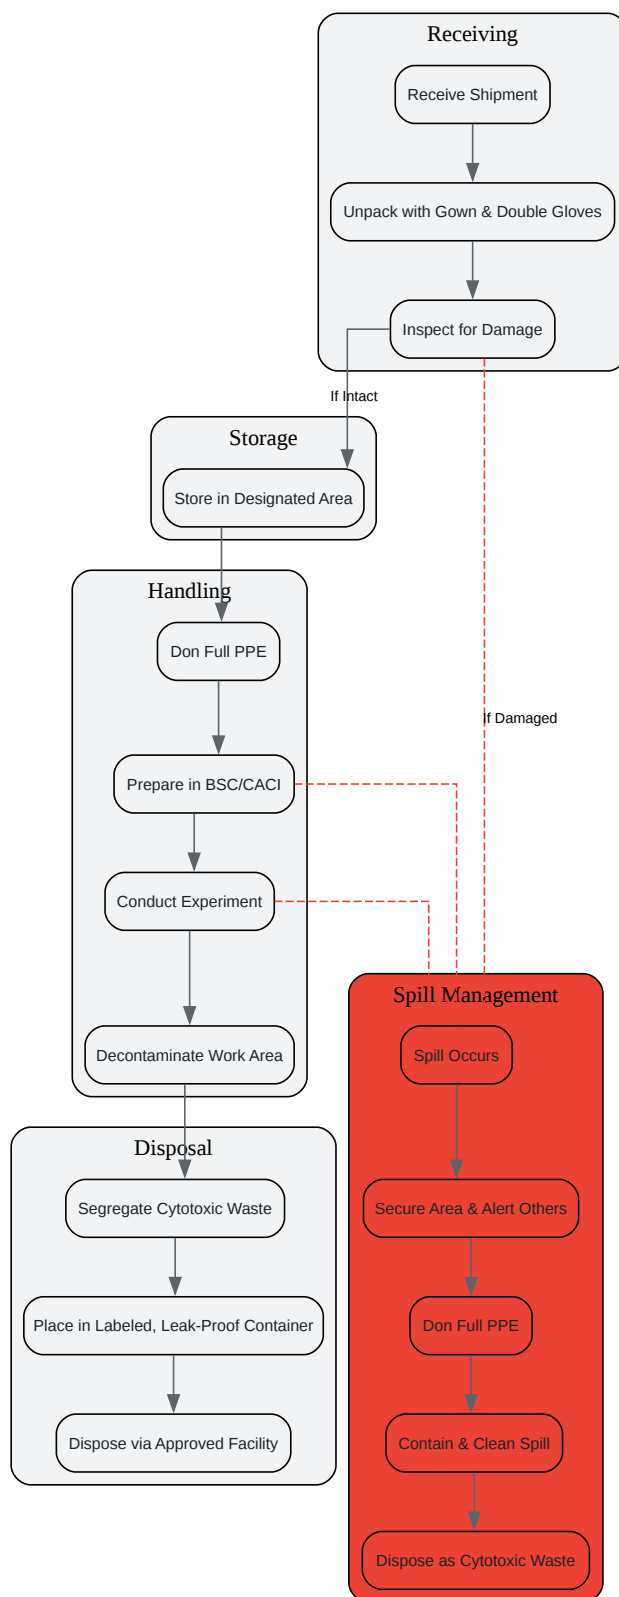 Receiving
Receive Shipment
Unpack with Gown & Double Gloves
Inspect for Damage
If Intact
Storage
Store in Designated Area
Handling
Don Full PPE
If Damaged
Prepare in BSC/CACI
Conduct Experiment
Decontaminate Work Area
Spill Management
Spill Occurs
Disposal
Segregate Cytotoxic Waste
Secure Area & Alert Others
Place in Labeled, Leak-Proof Container
Don Full PPE
Dispose via Approved Facility
Contain & Clean Spill
Dispose as Cytotoxic Waste